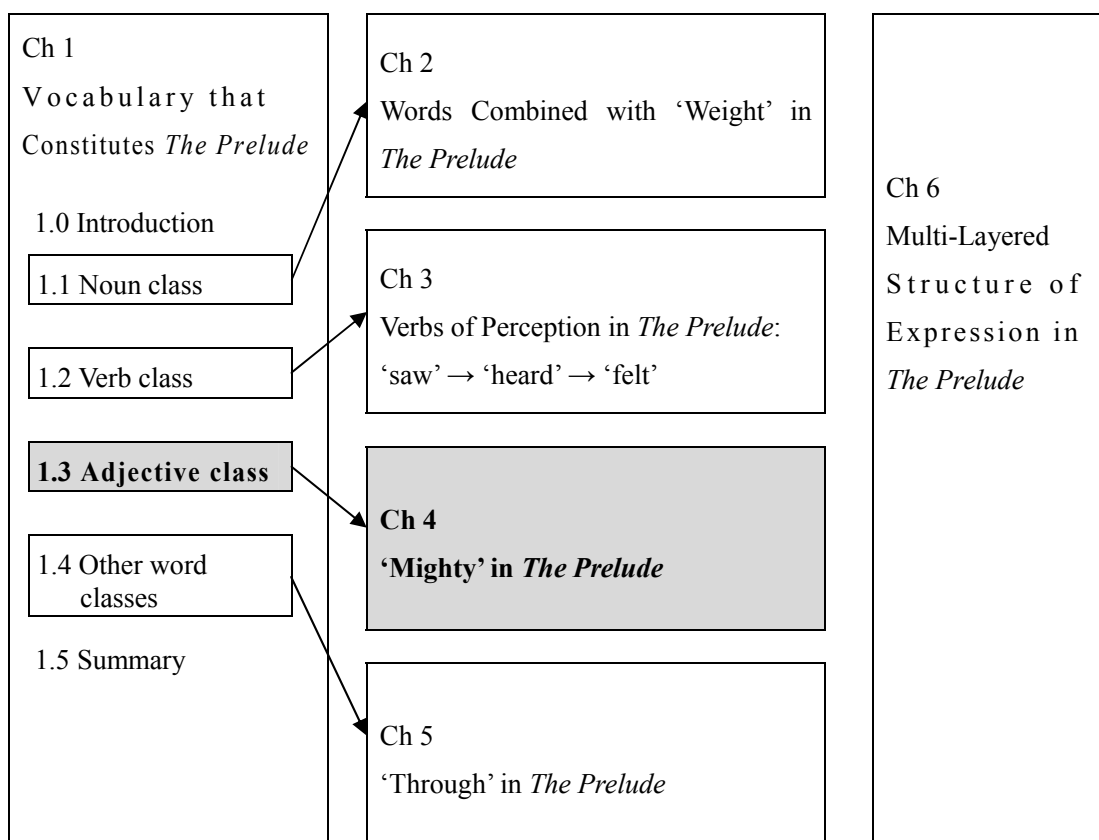 Ch 1
Vocabulary that
Constitutes The Prelude
1.0 Introduction
1.1 Noun class
1.2 Verb class
1.3 Adjective class
1.4 Other word
classes
1.5 Summary
Ch 2
Words Combined with ‘Weight’ in
The Prelude
Ch 3
Verbs of Perception in The Prelude:
‘saw’ → ‘heard’ → ‘felt’
Ch 4
‘Mighty’ in The Prelude
Ch 5
‘Through’ in The Prelude
Ch 6
Multi-Layered
Structure of
Expression in
The Prelude